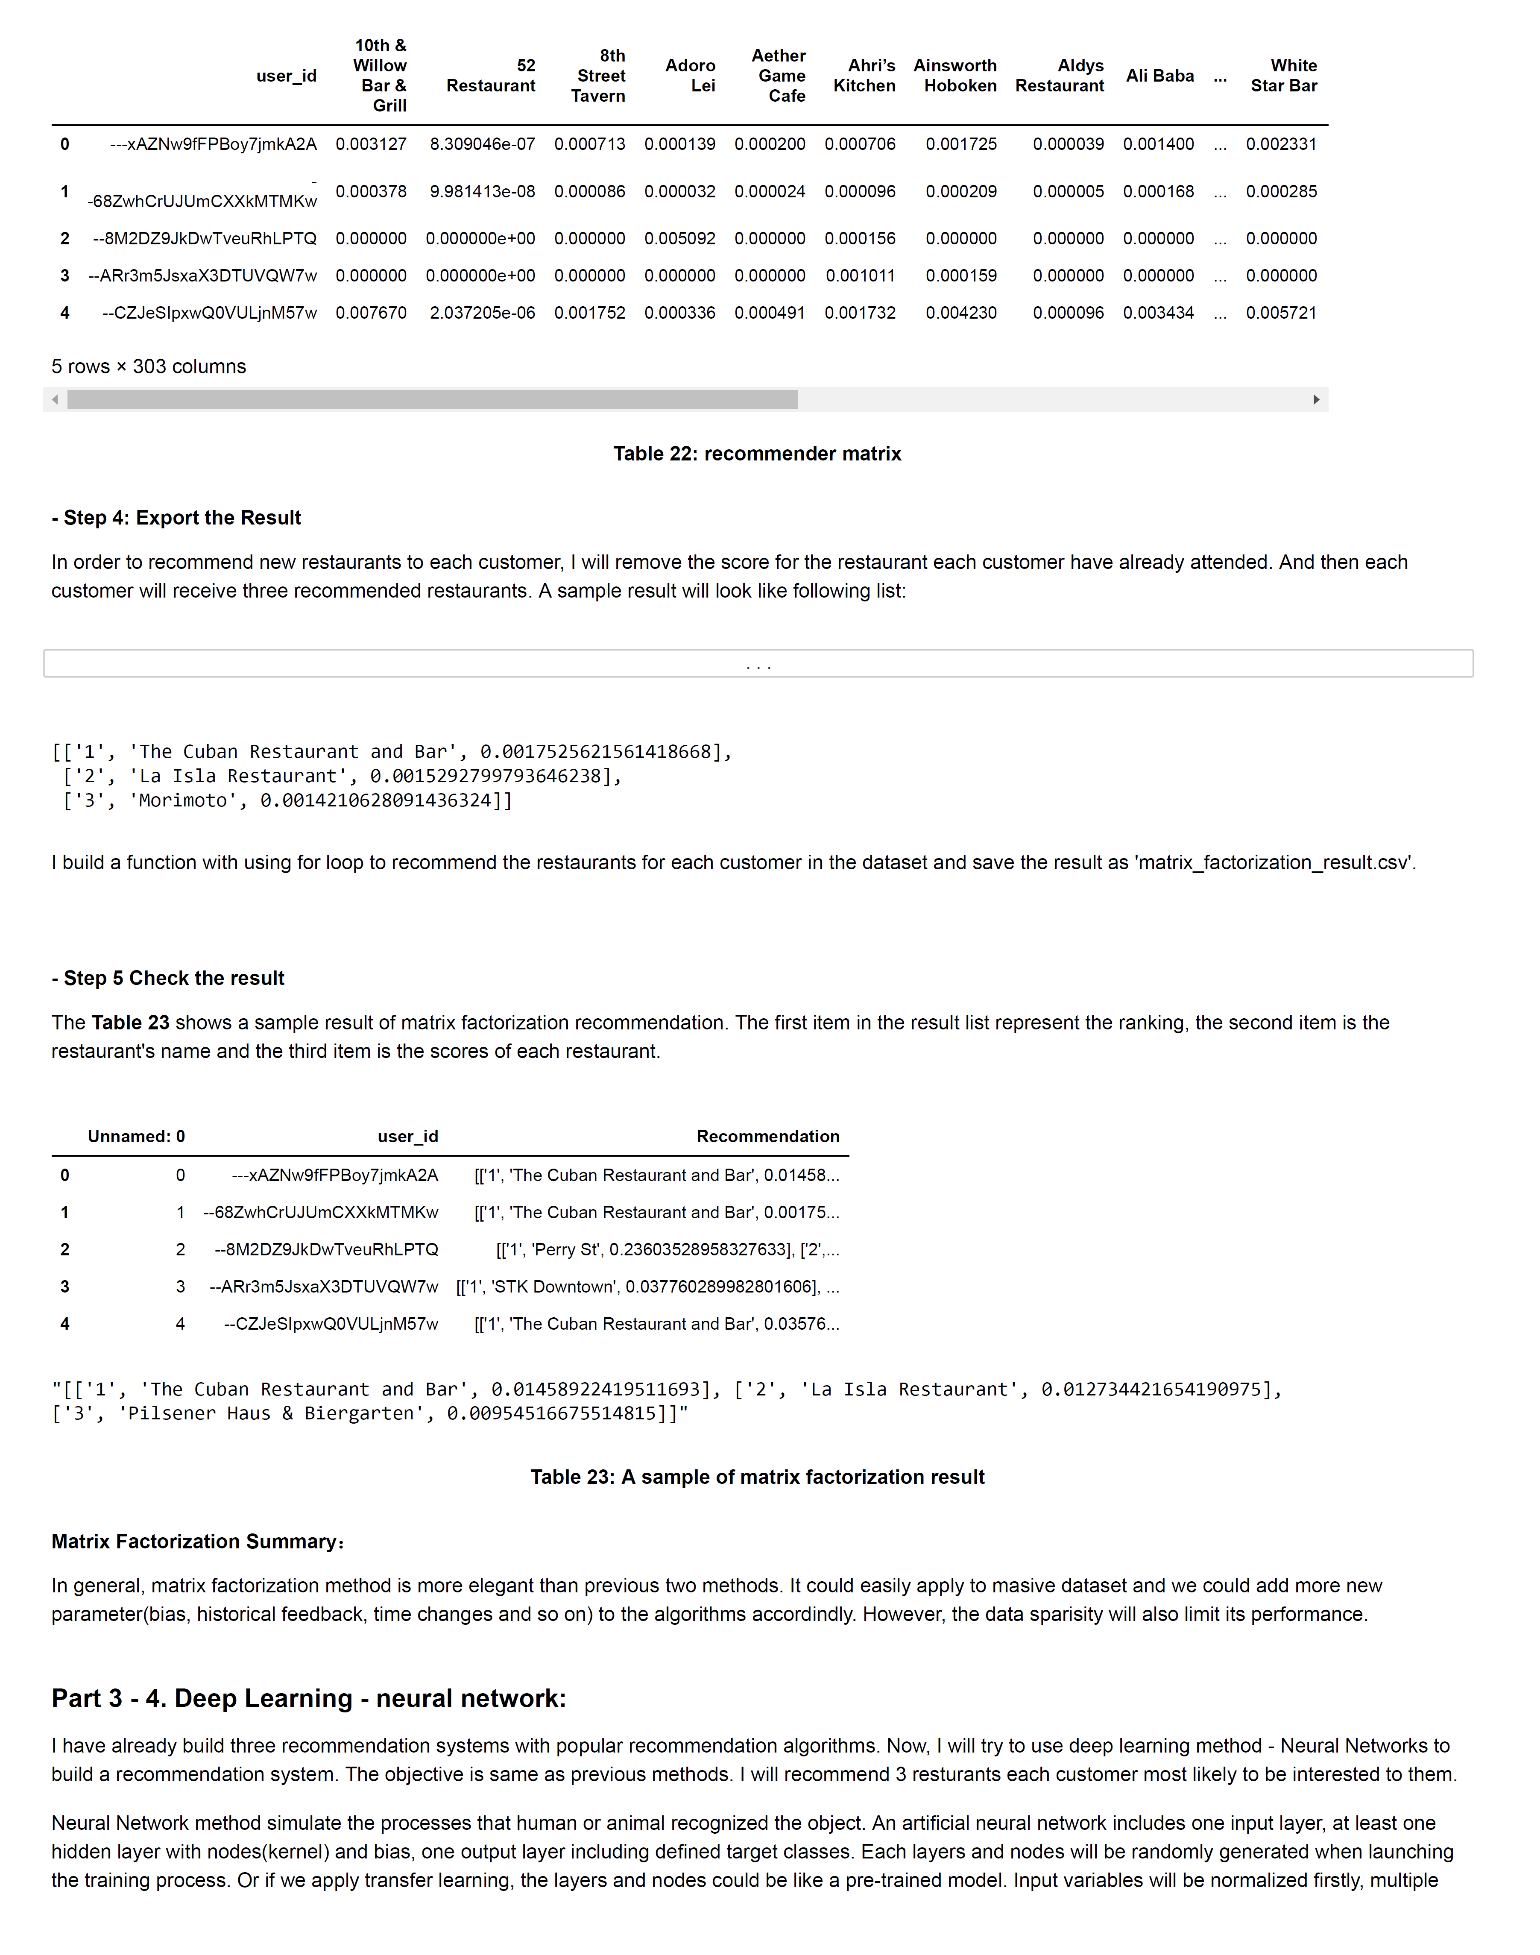 user_id 10th & Willow Bar & Grill 52 Restaurant 8th Street Tavern Adoro Lei Aether Game Cafe Ahri's Kitchen Ainsworth Hoboken Aldys Restaurant Ali Baba ... White Star Bar
0 ---xAZNw9fFPBoy7jmkA2A 0.003127 8.309046e-07 0.000713 0.000139 0.000200 0.000706 0.001725 0.000039 0.001400 ... 0.002331
1 --68ZwhCrUJUmCXXkMTMKw 0.000378 9.981413e-08 0.000086 0.000032 0.000024 0.000096 0.000209 0.000005 0.000168 ... 0.000285
2 --8M2DZ9JkDwTveuRhLPTQ 0.000000 0.000000e+00 0.000000 0.005092 0.000000 0.000156 0.000000 0.000000 0.000000 ... 0.000000
3 --ARr3m5JsxaX3DTUVQW7w 0.000000 0.000000e+00 0.000000 0.000000 0.000000 0.001011 0.000159 0.000000 0.000000 ... 0.000000
4 --CZJeSIpxwQ0VULjnM57w 0.007670 2.037205e-06 0.001752 0.000336 0.000491 0.001732 0.004230 0.000096 0.003434 ... 0.005721
5 rows × 303 columns
Table 22: recommender matrix
- Step 4: Export the Result
In order to recommend new restaurants to each customer, I will remove the score for the restaurant each customer have already attended. And then each
customer will receive three recommended restaurants. A sample result will look like following list:
...
[['1', 'The Cuban Restaurant and Bar', 0.0017525621561418668],
['2', 'La Isla Restaurant', 0.0015292799793646238],
['3', 'Morimoto', 0.0014210628091436324]]
I build a function with using for loop to recommend the restaurants for each customer in the dataset and save the result as 'matrix_factorization_result.csv'.
- Step 5 Check the result
The Table 23 shows a sample result of matrix factorization recommendation. The first item in the result list represent the ranking, the second item is the
restaurant's name and the third item is the scores of each restaurant.
Unnamed: 0 user_id Recommendation
0 0 ---xAZNw9fFPBoy7jmkA2A [['1', 'The Cuban Restaurant and Bar', 0.01458...
1 1 --68ZwhCrUJUmCXXkMTMKw [['1', 'The Cuban Restaurant and Bar', 0.00175...
2 2 --8M2DZ9JkDwTveuRhLPTQ [['1', 'Perry St', 0.23603528958327633], ['2',...
3 3 --ARr3m5JsxaX3DTUVQW7w [['1', 'STK Downtown', 0.037760289982801606], ...
4 4 --CZJeSIpxwQ0VULjnM57w [['1', 'The Cuban Restaurant and Bar', 0.03576...
"[['1', 'The Cuban Restaurant and Bar', 0.01458922419511693], ['2', 'La Isla Restaurant', 0.012734421654190975],
['3', 'Pilsener Haus & Biergarten', 0.00954516675514815]]"
Table 23: A sample of matrix factorization result
Matrix Factorization Summary：
In general, matrix factorization method is more elegant than previous two methods. It could easily apply to masive dataset and we could add more new
parameter(bias, historical feedback, time changes and so on) to the algorithms accordindly. However, the data sparisity will also limit its performance.
Part 3 - 4. Deep Learning - neural network:
I have already build three recommendation systems with popular recommendation algorithms. Now, I will try to use deep learning method - Neural Networks to
build a recommendation system. The objective is same as previous methods. I will recommend 3 resturants each customer most likely to be interested to them.
Neural Network method simulate the processes that human or animal recognized the object. An artificial neural network includes one input layer, at least one
hidden layer with nodes(kernel) and bias, one output layer including defined target classes. Each layers and nodes will be randomly generated when launching
the training process. Or if we apply transfer learning, the layers and nodes could be like a pre-trained model. Input variables will be normalized firstly, multiple